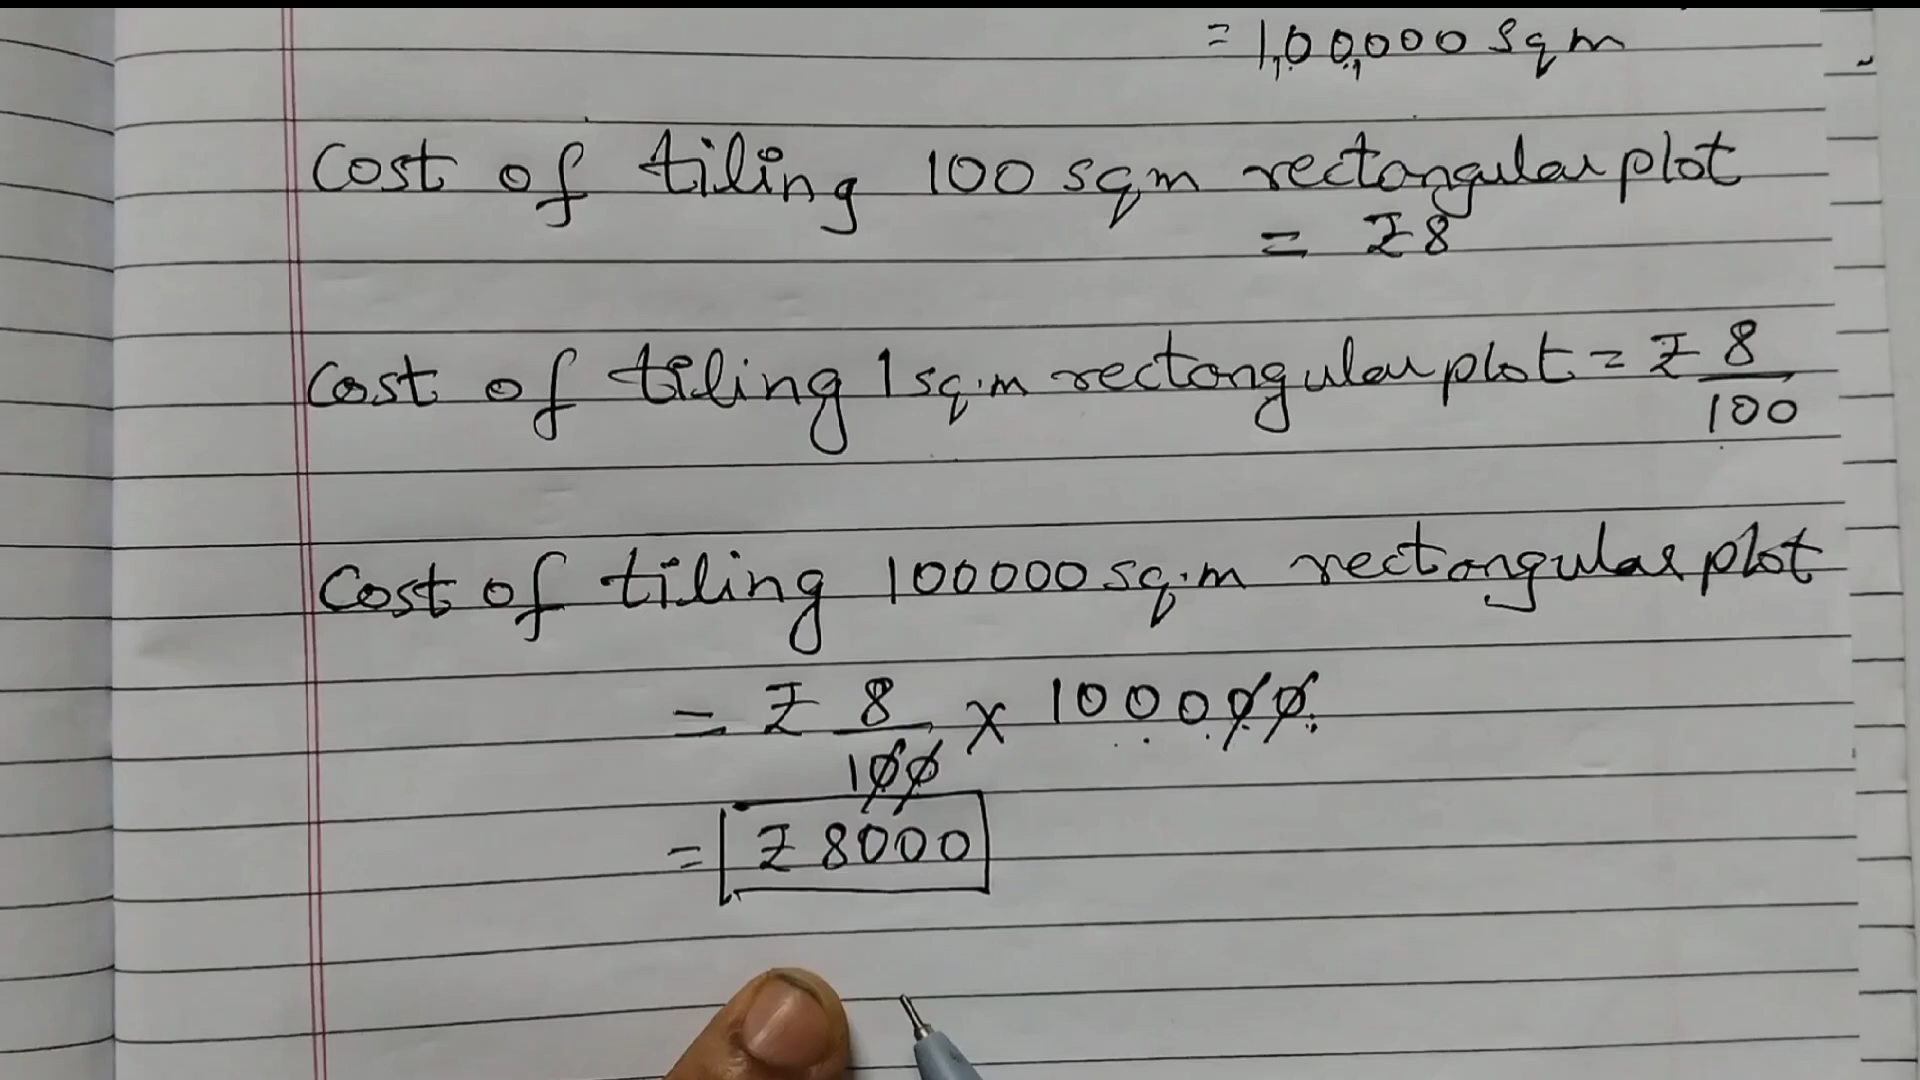 = 1,00,000 sqm
Cost of tiling 100 sqm rectangular plot
= ₹8
Cost of tiling 1 sq.m rectangular plot = ₹ 8/100
Cost of tiling 100000 sq.m rectangular plot
= ₹ 8/100 × 100000
= ₹ 8000